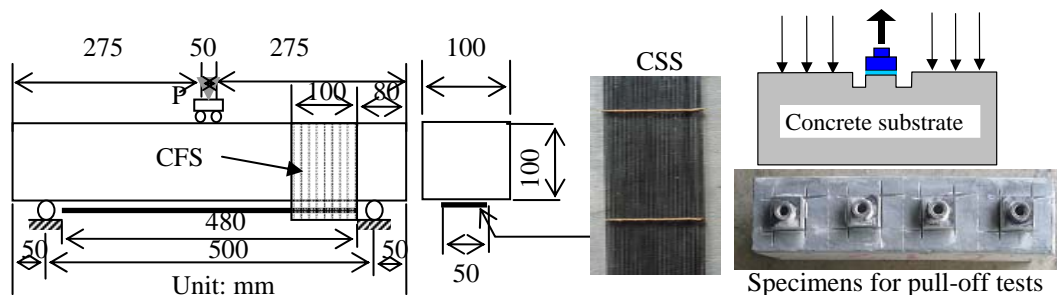 275
50
275
P
100
80
CFS
480
50
500
50
Unit: mm
100
100
50
CSS
Concrete substrate
Specimens for pull-off tests